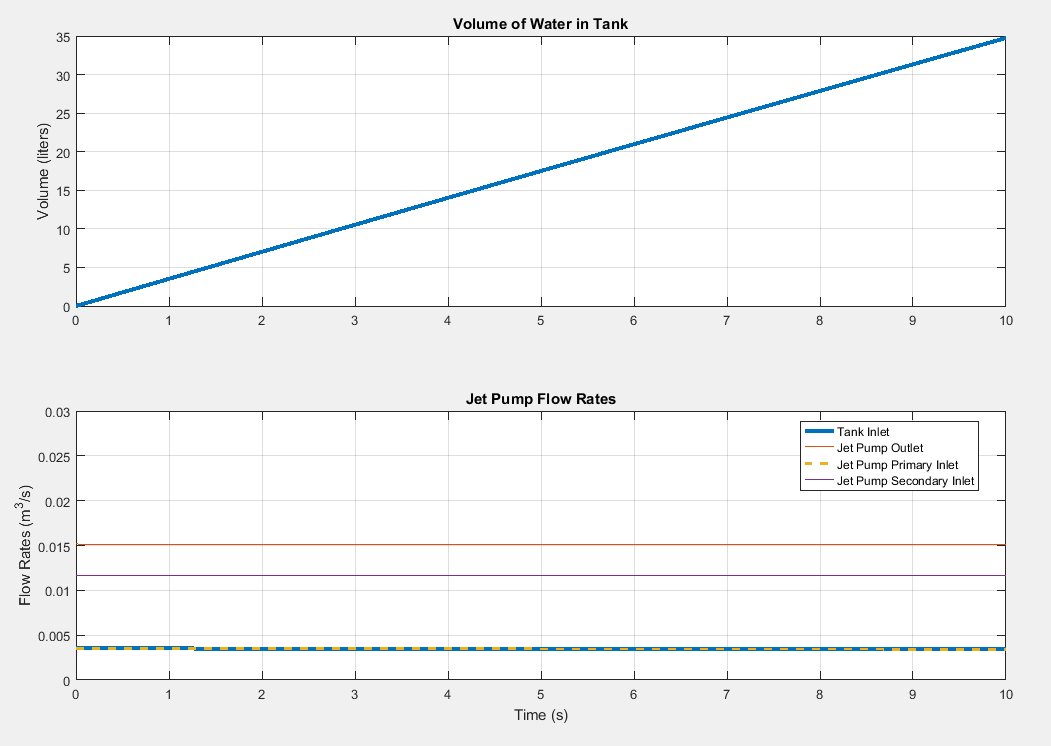 Volume of Water in Tank
35
30
25
20
15
10
5
0
Volume (liters)
0 1 2 3 4 5 6 7 8 9 10
Jet Pump Flow Rates
0.03
0.025
0.02
0.015
0.01
0.005
0
Flow Rates (m³/s)
Tank Inlet
Jet Pump Outlet
Jet Pump Primary Inlet
Jet Pump Secondary Inlet
0 1 2 3 4 5 6 7 8 9 10
Time (s)